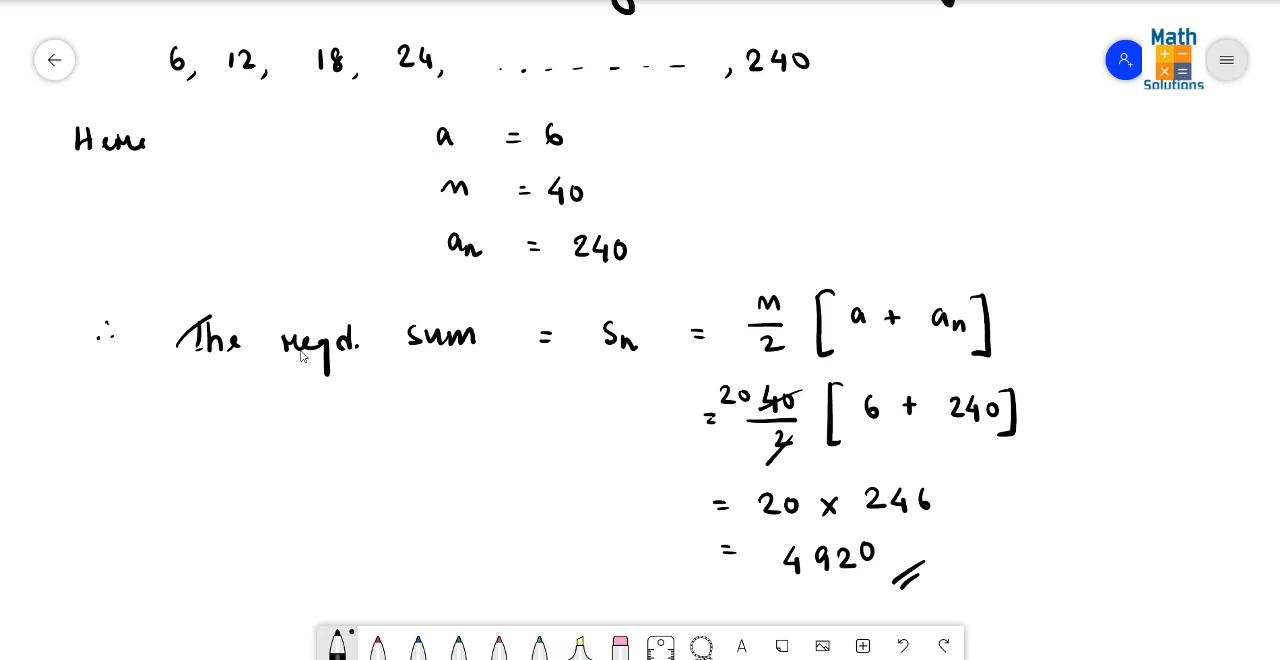 6, 12, 18, 24, . . . . - - - - - - , 240
Math
+ −
× =
Solutions
Here a = 6
n = 40
aₙ = 240
∴ The reqd. sum = Sₙ = n/2 [a + aₙ]
= 20 40/2 [6 + 240]
= 20 x 246
= 4920
A